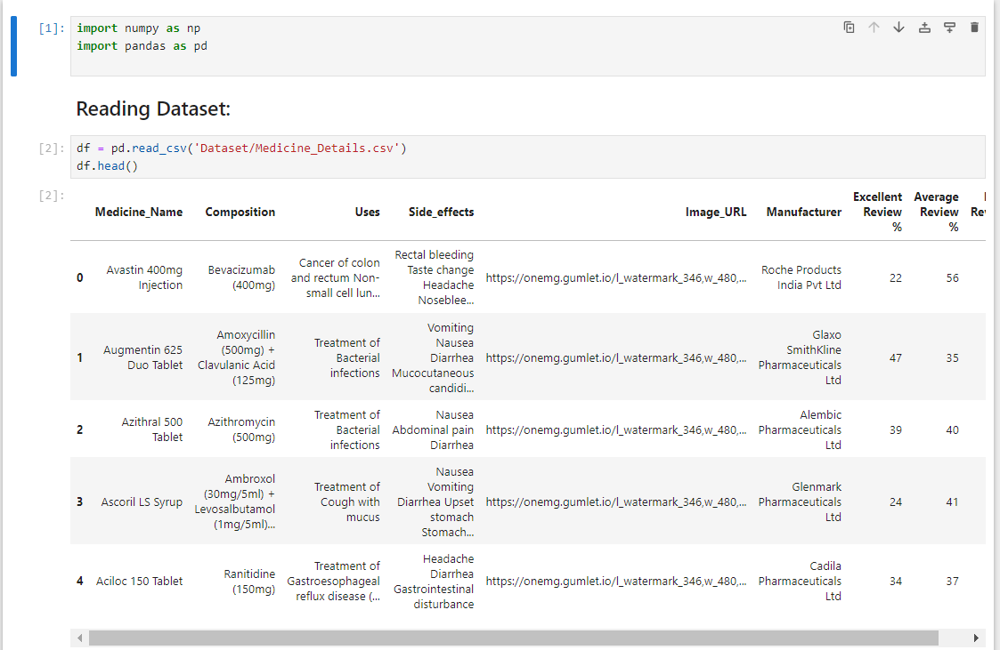 [1]: import numpy as np
import pandas as pd
Reading Dataset:
[2]: df = pd.read_csv('Dataset/Medicine_Details.csv')
df.head()
[2]:
Medicine_Name Composition Uses Side_effects Image_URL Manufacturer Excellent Review % Average Review %
0 Avastin 400mg Injection Bevacizumab (400mg) Cancer of colon and rectum Non-small cell lun... Rectal bleeding Taste change Headache Noseblee... https://onemg.gumlet.io/l_watermark_346,w_480,... Roche Products India Pvt Ltd 22 56
1 Augmentin 625 Duo Tablet Amoxycillin (500mg) + Clavulanic Acid (125mg) Treatment of Bacterial infections Vomiting Nausea Diarrhea Mucocutaneous candidi... https://onemg.gumlet.io/l_watermark_346,w_480,... Glaxo SmithKline Pharmaceuticals Ltd 47 35
2 Azithral 500 Tablet Azithromycin (500mg) Treatment of Bacterial infections Nausea Abdominal pain Diarrhea https://onemg.gumlet.io/l_watermark_346,w_480,... Alembic Pharmaceuticals Ltd 39 40
3 Ascoril LS Syrup Ambroxol (30mg/5ml) + Levosalbutamol (1mg/5ml)... Treatment of Cough with mucus Nausea Vomiting Diarrhea Upset stomach Stomach... https://onemg.gumlet.io/l_watermark_346,w_480,... Glenmark Pharmaceuticals Ltd 24 41
4 Aciloc 150 Tablet Ranitidine (150mg) Treatment of Gastroesophageal reflux disease (... Headache Diarrhea Gastrointestinal disturbance https://onemg.gumlet.io/l_watermark_346,w_480,... Cadila Pharmaceuticals Ltd 34 37